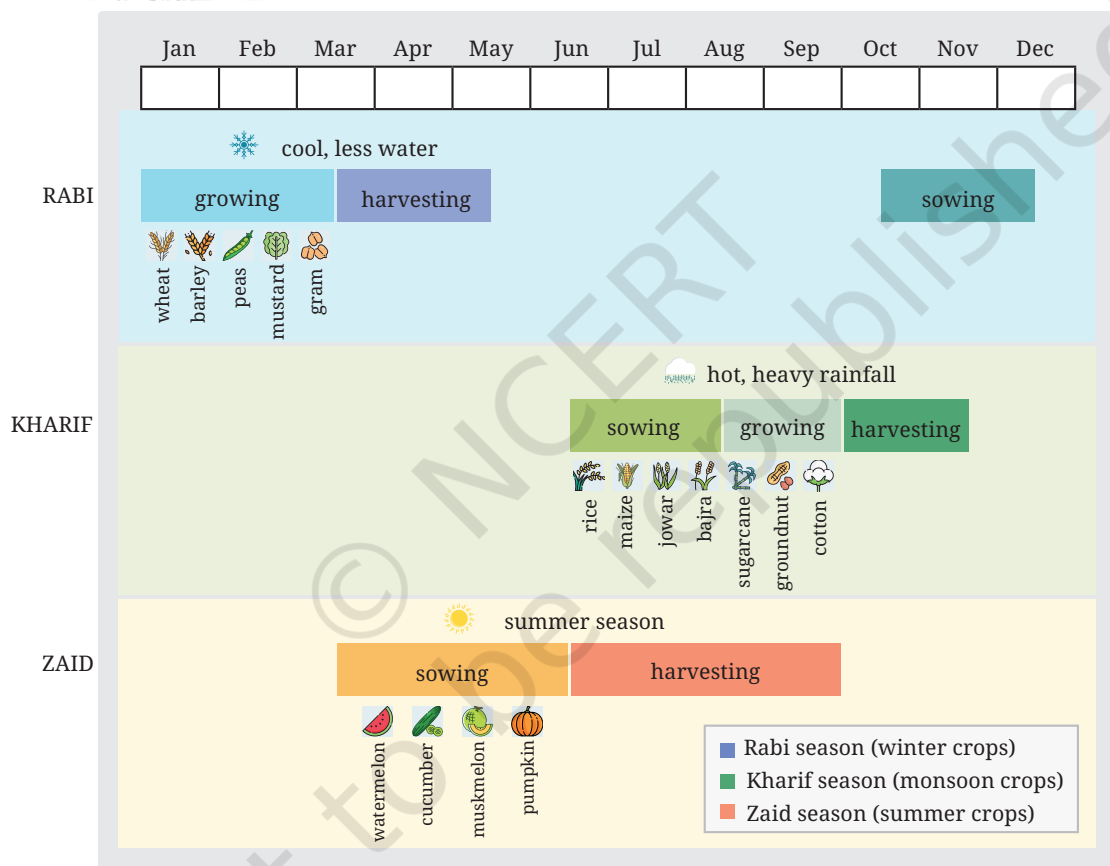 Jan Feb Mar Apr May Jun Jul Aug Sep Oct Nov Dec
cool, less water
RABI
growing harvesting sowing
wheat barley peas mustard gram
hot, heavy rainfall
KHARIF
sowing growing harvesting
rice maize jowar bajra sugarcane groundnut cotton
summer season
ZAID
sowing harvesting
watermelon cucumber muskmelon pumpkin
Rabi season (winter crops)
Kharif season (monsoon crops)
Zaid season (summer crops)
© NCERT
to be republished